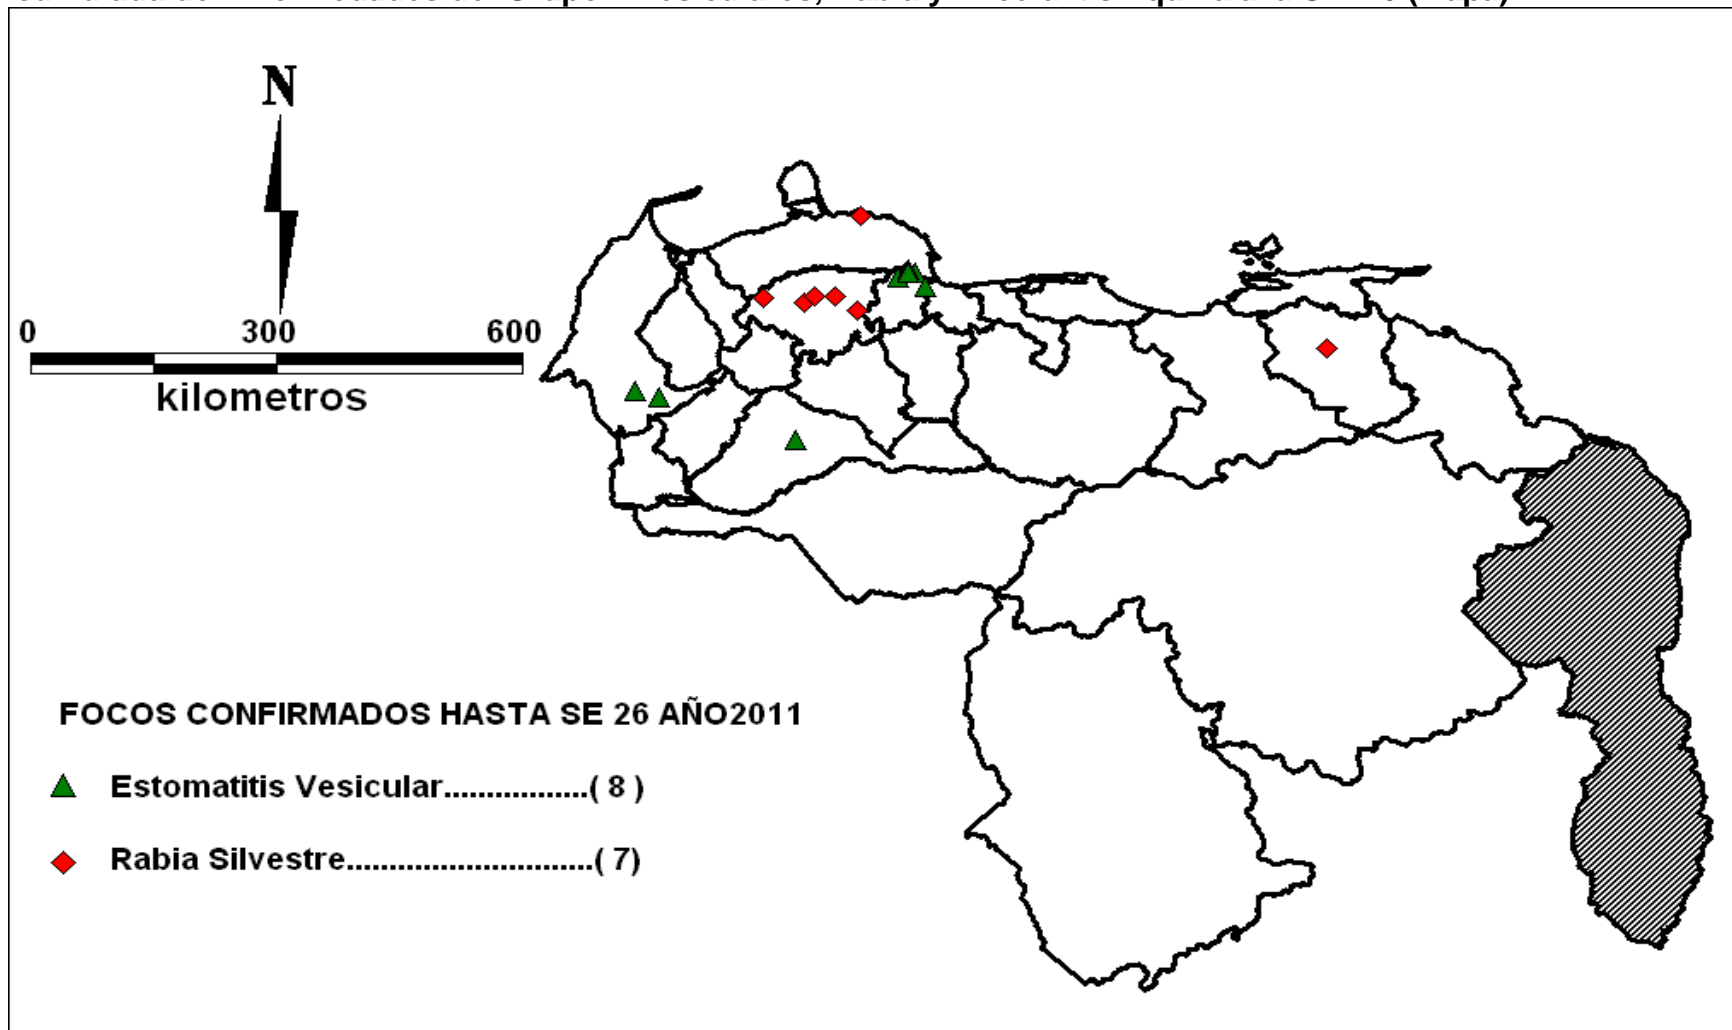 N
0 300 600
kilometros
FOCOS CONFIRMADOS HASTA SE 26 AÑO2011
Estomatitis Vesicular.................( 8 )
Rabia Silvestre.............................( 7)